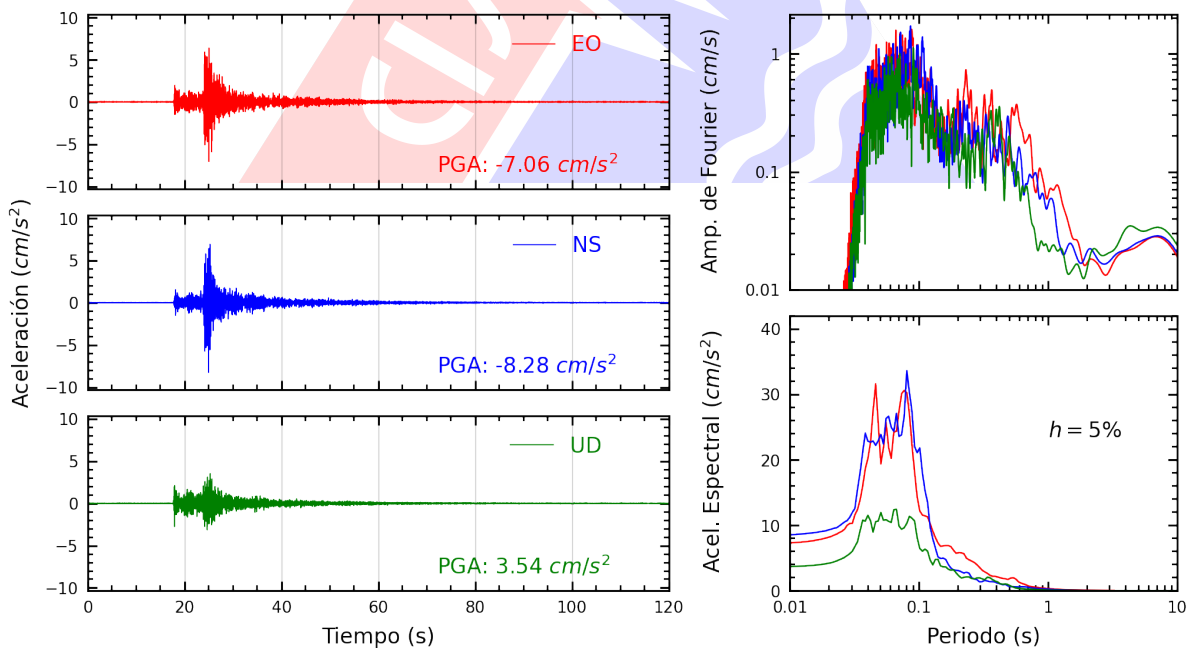 10
5
0
−5
−10
EO
PGA: -7.06 cm/s²
10
5
0
−5
−10
NS
PGA: -8.28 cm/s²
Aceleración (cm/s²)
10
5
0
−5
−10
UD
PGA: 3.54 cm/s²
0 20 40 60 80 100 120
Tiempo (s)
1
0.1
0.01
Amp. de Fourier (cm/s)
40
30
20
10
0
Acel. Espectral (cm/s²)
h = 5%
0.01 0.1 1 10
Periodo (s)